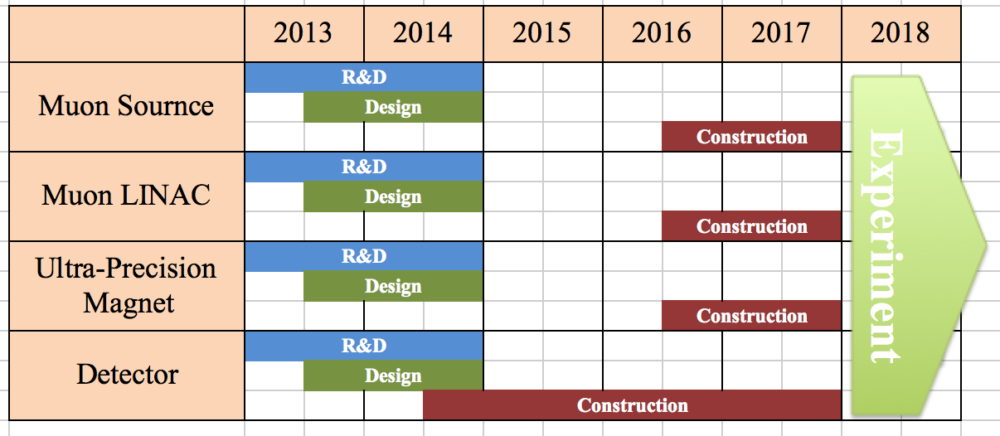 2013 2014 2015 2016 2017 2018
Muon Sournce
R&D
Design
Construction
Muon LINAC
R&D
Design
Construction
Ultra-Precision
Magnet
R&D
Design
Construction
Detector
R&D
Design
Construction
Experiment